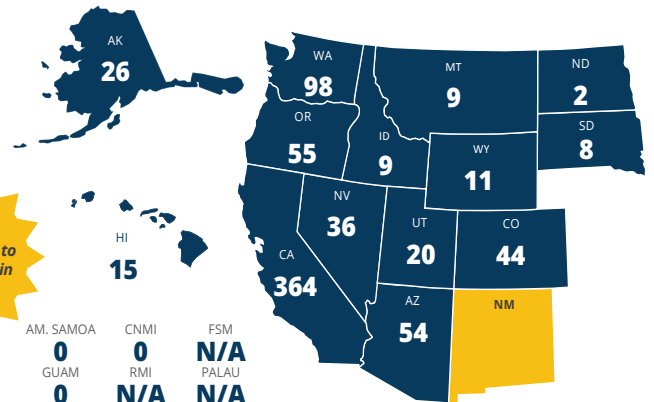 AK
26
WA
98
MT
9
ND
2
OR
55
ID
9
SD
8
WY
11
NV
36
UT
20
CO
44
CA
364
AZ
54
NM
HI
15
to
in
AM. SAMOA CNMI FSM
0 0 N/A
GUAM RMI PALAU
0 N/A N/A